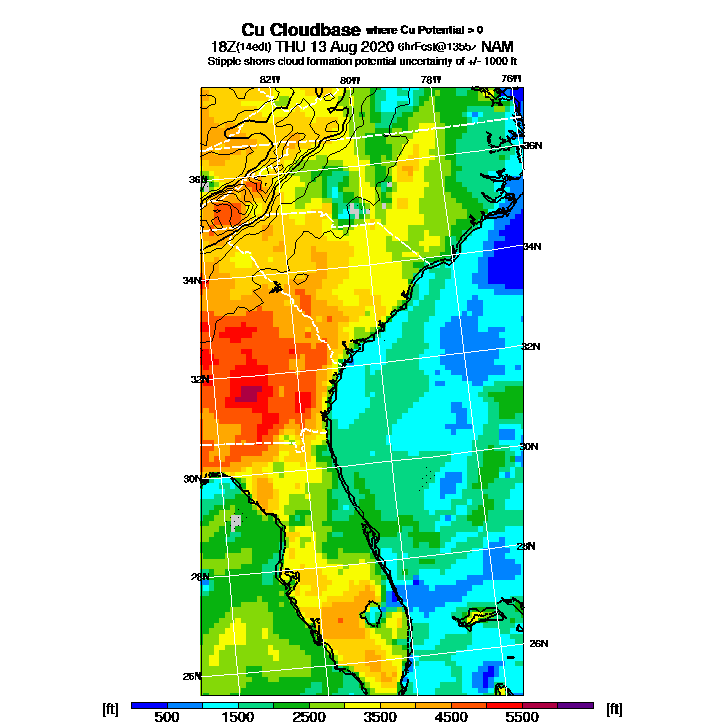 Cu Cloudbase where Cu Potential > 0
18Z(14edt) THU 13 Aug 2020 6hrFcst@1355z NAM
Stipple shows cloud formation potential uncertainty of +/- 1000 ft
82W 80W 78W 76W
36N
36N
34N
34N
32N
32N
30N
30N
28N
28N
26N
26N
[ft] 500 1500 2500 3500 4500 5500 [ft]